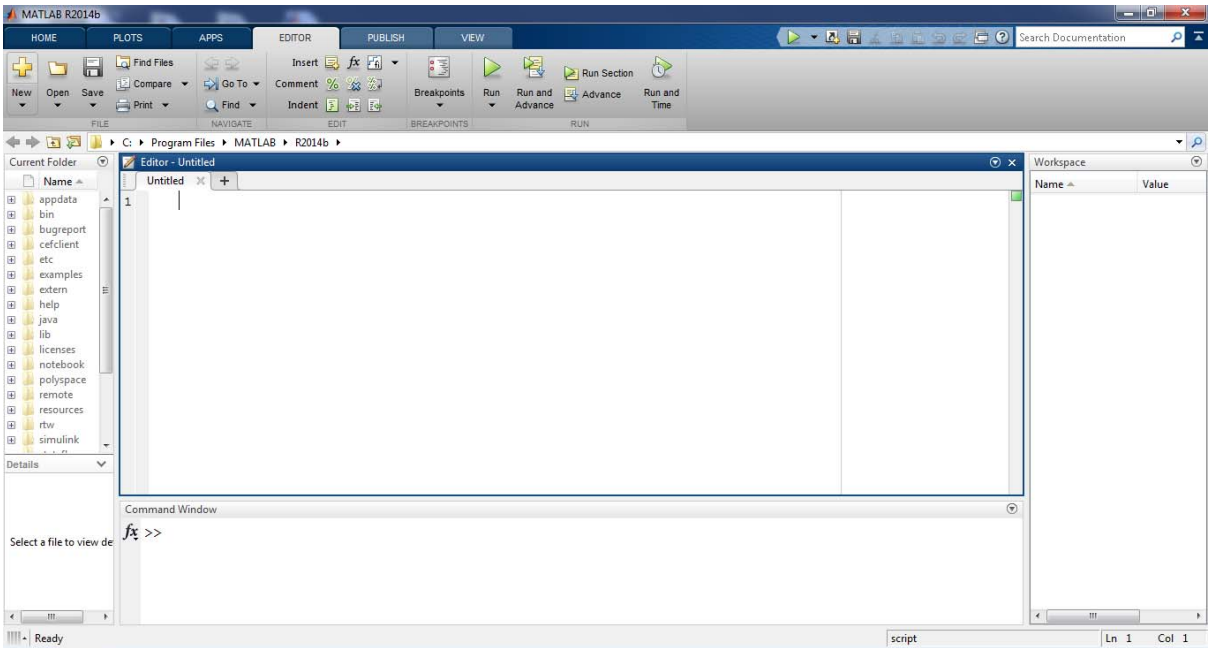 MATLAB R2014b
HOME PLOTS APPS EDITOR PUBLISH VIEW
Search Documentation
New Open Save
Find Files
Compare
Print
FILE
Go To
Find
NAVIGATE
Insert fx
Comment
Indent
EDIT
Breakpoints
BREAKPOINTS
Run
Run and Advance
Run Section
Advance
Run and Time
RUN
C: Program Files MATLAB R2014b
Current Folder
Name
appdata
bin
bugreport
cefclient
etc
examples
extern
help
java
lib
licenses
notebook
polyspace
remote
resources
rtw
simulink
Details
Select a file to view de
Editor - Untitled
Untitled
1
Command Window
fx >>
Workspace
Name Value
Ready
script
Ln 1 Col 1